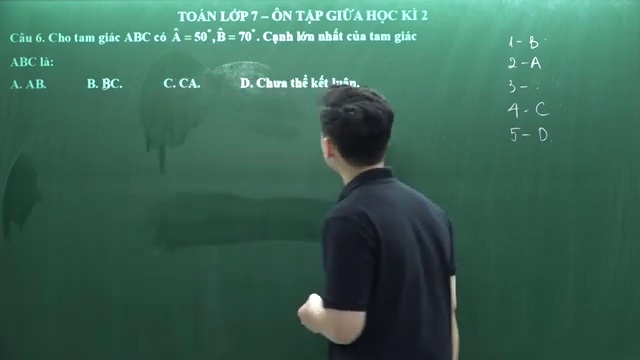 TOÁN LỚP 7 – ÔN TẬP GIỮA HỌC KÌ 2
Câu 6. Cho tam giác ABC có Â = 50°, B̂ = 70°. Cạnh lớn nhất của tam giác
ABC là:
A. AB. B. BC. C. CA. D. Chưa thể kết luận.
1 - B
2 - A
3 -
4 - C
5 - D